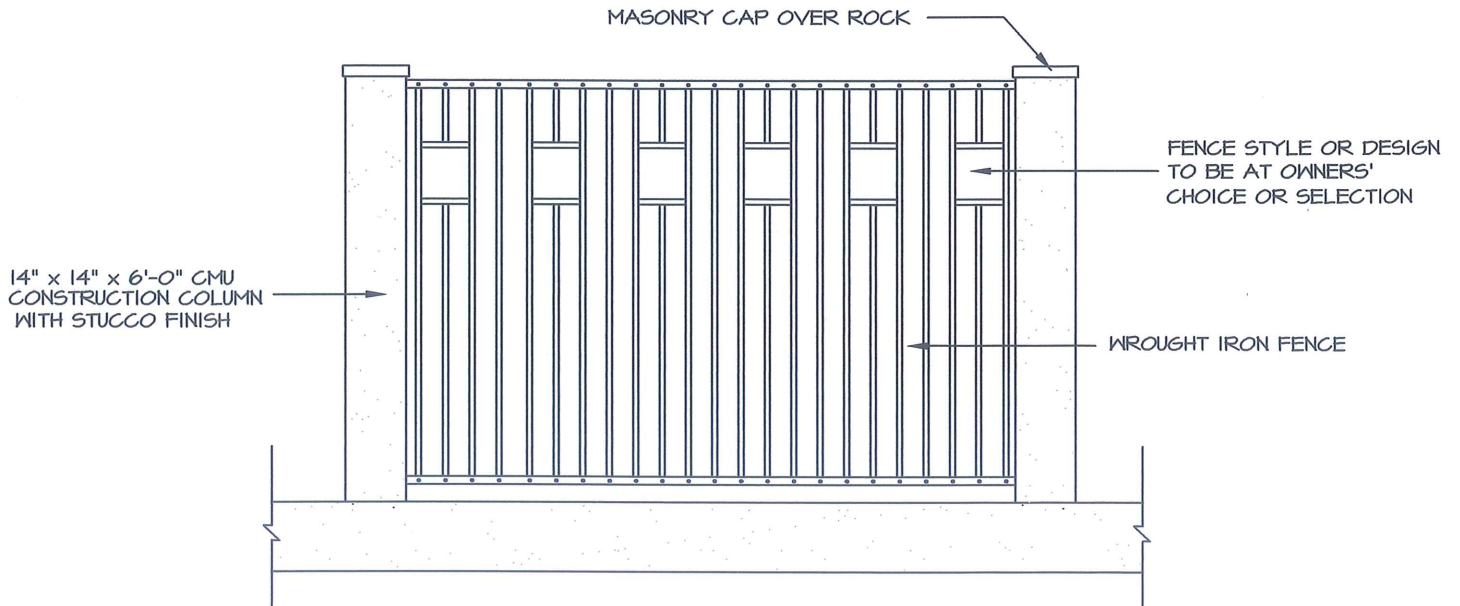 MASONRY CAP OVER ROCK
FENCE STYLE OR DESIGN
TO BE AT OWNERS'
CHOICE OR SELECTION
14" x 14" x 6'-0" CMU
CONSTRUCTION COLUMN
WITH STUCCO FINISH
WROUGHT IRON FENCE